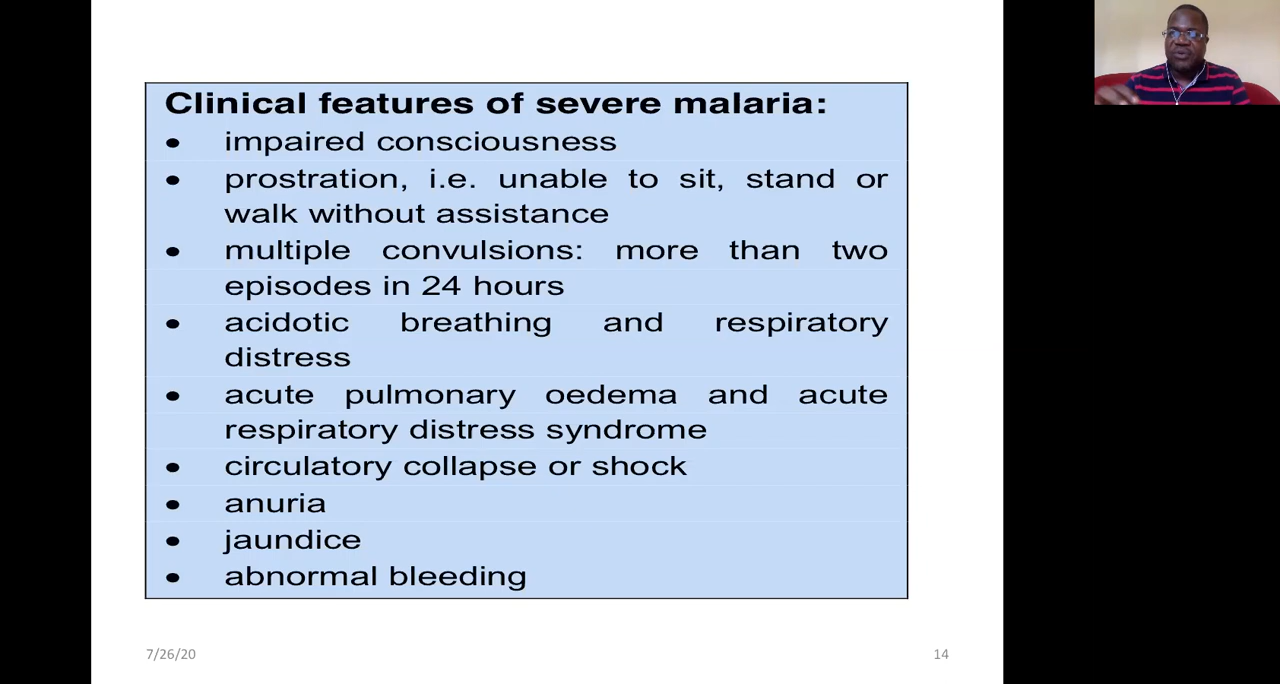 Clinical features of severe malaria:
• impaired consciousness
• prostration, i.e. unable to sit, stand or
walk without assistance
• multiple convulsions: more than two
episodes in 24 hours
• acidotic breathing and respiratory
distress
• acute pulmonary oedema and acute
respiratory distress syndrome
• circulatory collapse or shock
• anuria
• jaundice
• abnormal bleeding
7/26/20
14